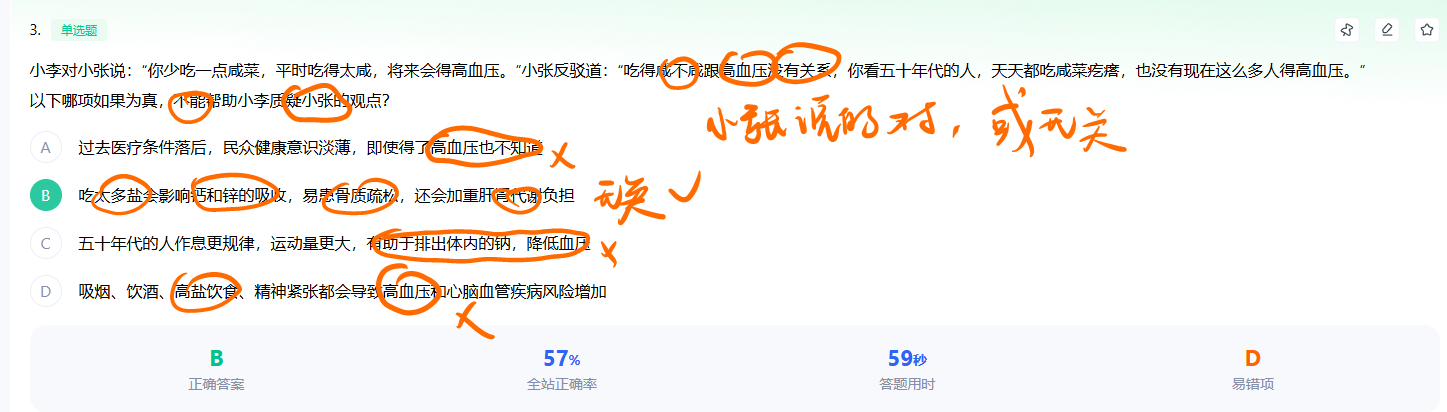 3. 单选题
小李对小张说：“你少吃一点咸菜，平时吃得太咸，将来会得高血压。”小张反驳道：“吃得咸不咸跟高血压没有关系，你看五十年代的人，天天都吃咸菜疙瘩，也没有现在这么多人得高血压。”
以下哪项如果为真，不能帮助小李质疑小张的观点？
小张说的对，或无关
A 过去医疗条件落后，民众健康意识淡薄，即使得了高血压也不知道
B 吃太多盐会影响钙和锌的吸收，易患骨质疏松，还会加重肝肾代谢负担 无关
C 五十年代的人作息更规律，运动量更大，有助于排出体内的钠，降低血压
D 吸烟、饮酒、高盐饮食、精神紧张都会导致高血压和心脑血管疾病风险增加
B 57% 59秒 D
正确答案 全站正确率 答题用时 易错项